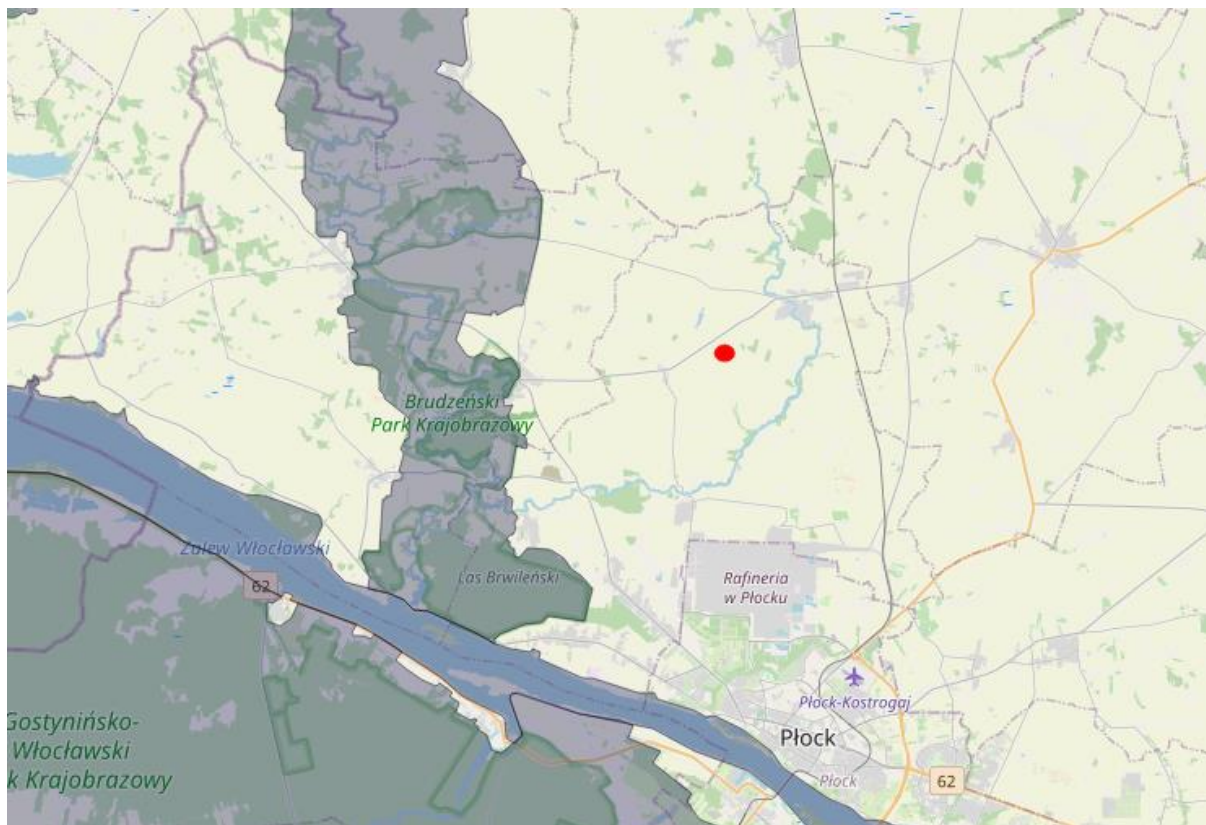 Brudzeński
Park Krajobrazowy
Zalew Włocławski
62
Las Brwileński
Rafineria
w Płocku
Płock-Kostrogaj
Gostynińsko-
Włocławski
k Krajobrazowy
Płock
Płock
62